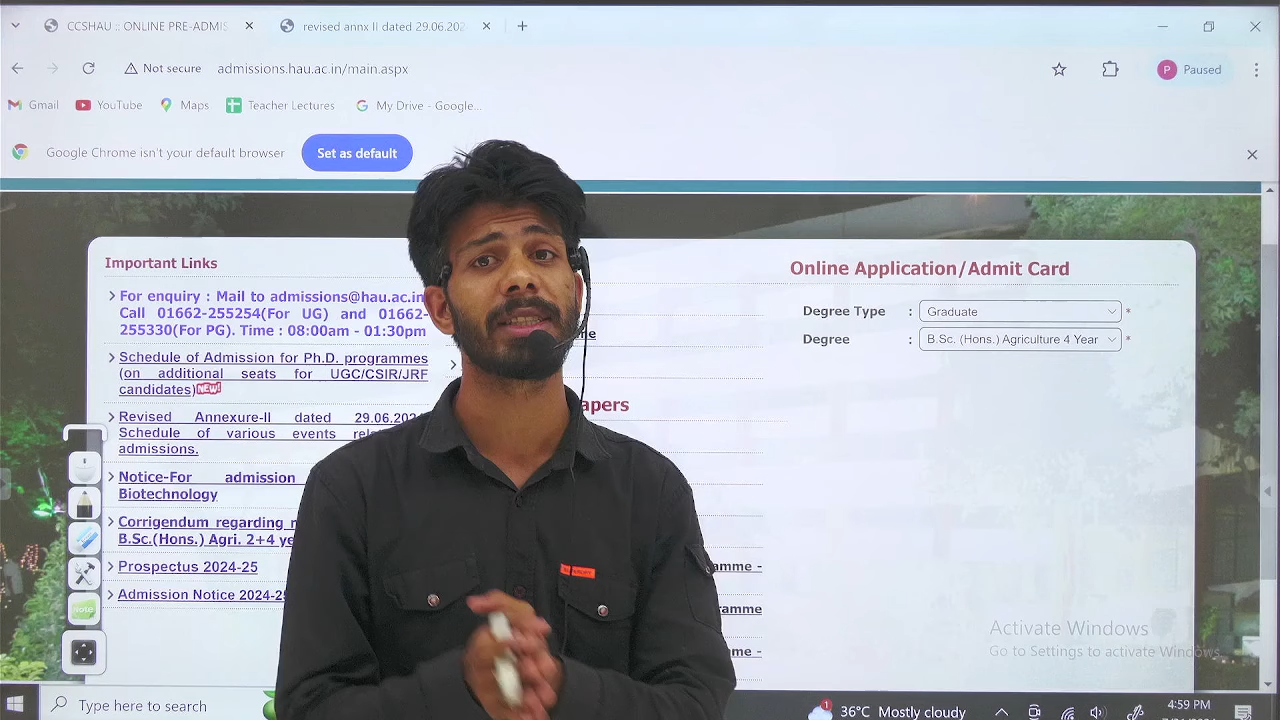 CCSHAU :: ONLINE PRE-ADMIS
revised annx II dated 29.06.202
Not secure
admissions.hau.ac.in/main.aspx
P
Paused
Gmail
YouTube
Maps
Teacher Lectures
My Drive - Google...
Google Chrome isn't your default browser
Set as default
Important Links
For enquiry : Mail to admissions@hau.ac.in
Call 01662-255254(For UG) and 01662-
255330(For PG). Time : 08:00am - 01:30pm
Schedule of Admission for Ph.D. programmes
(on additional seats for UGC/CSIR/JRF
candidates)NEW!
Revised Annexure-II dated 29.06.202
Schedule of various events
admissions.
Notice-For admission
Biotechnology
Corrigendum regarding
B.Sc.(Hons.) Agri. 2+4
Prospectus 2024-25
Admission Notice 2024-25
Note
apers
amme -
ramme
me -
Online Application/Admit Card
Degree Type : Graduate *
Degree : B.Sc. (Hons.) Agriculture 4 Year *
Activate Windows
Go to Settings to activate Windows.
Type here to search
1
36°C Mostly cloudy
4:59 PM